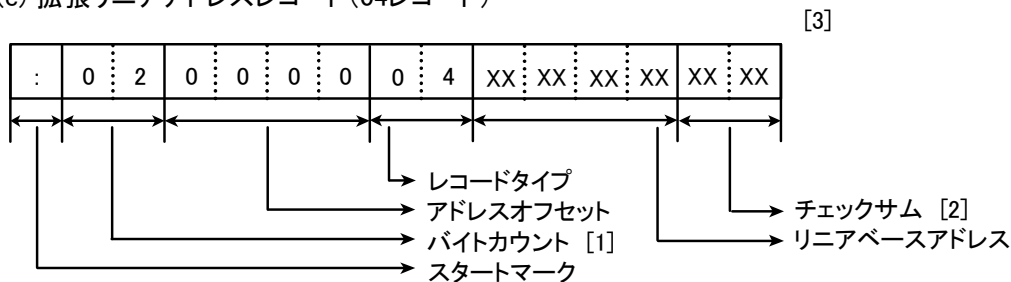 [3]
: 0 2 0 0 0 0 0 4 XX XX XX XX XX XX
レコードタイプ
アドレスオフセット
チェックサム [2]
バイトカウント [1]
リニアベースアドレス
スタートマーク